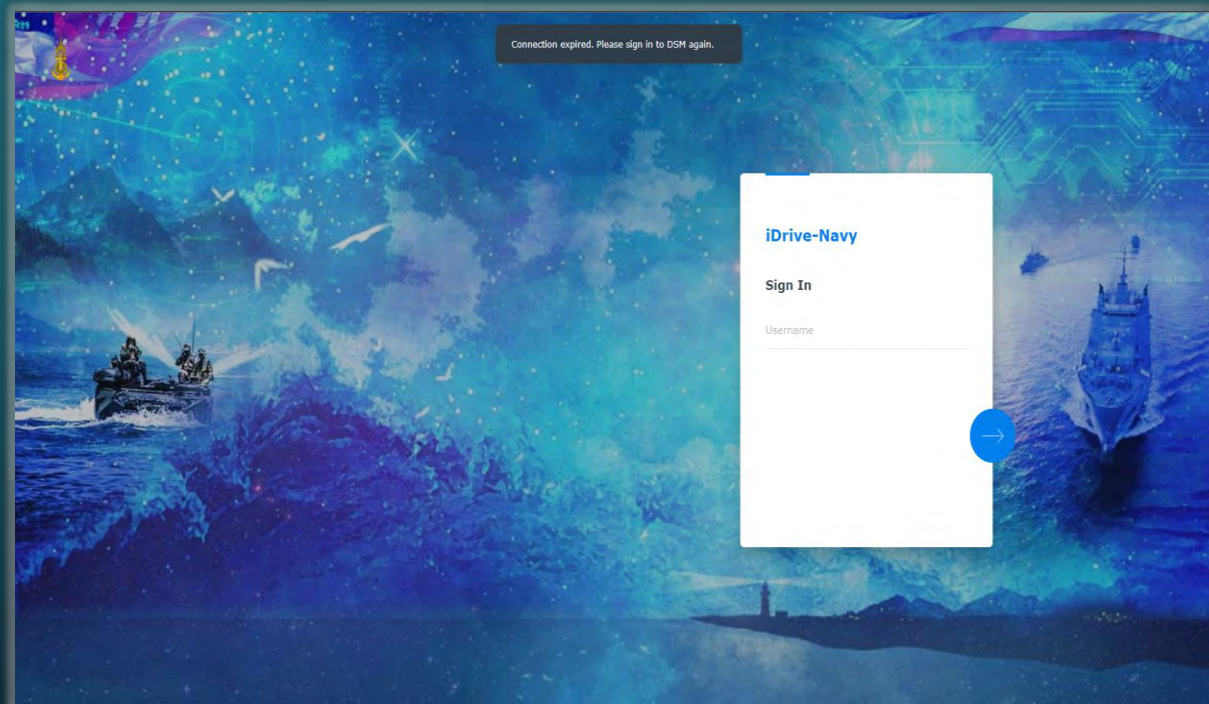 Connection expired. Please sign in to DSM again.
iDrive-Navy
Sign In
Username